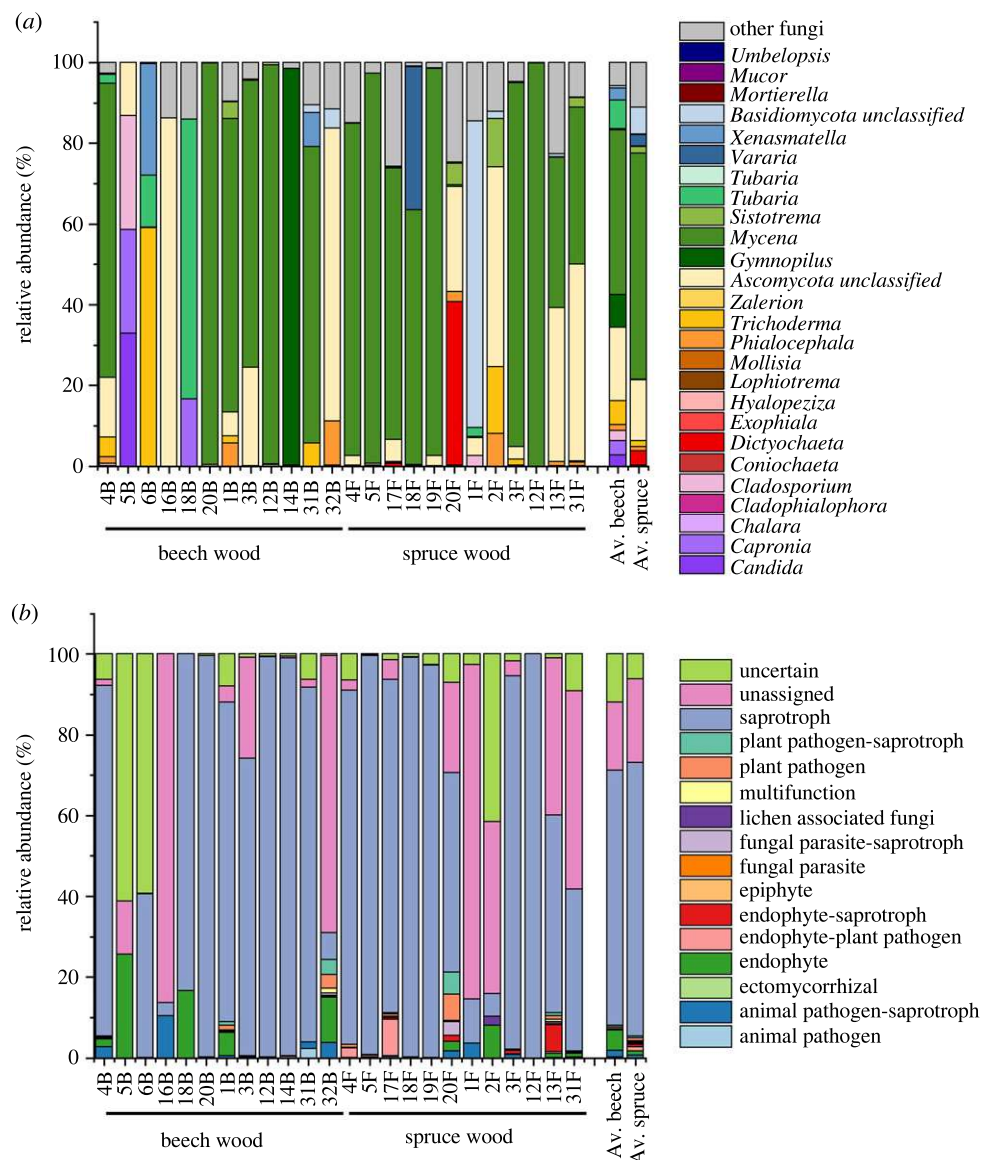 (a)
relative abundance (%)
100
80
60
40
20
0
4B 5B 6B 16B 18B 20B 1B 3B 12B 14B 31B 32B 4F 5F 17F 18F 19F 20F 1F 2F 3F 12F 13F 31F Av. beech Av. spruce
beech wood spruce wood
other fungi
Umbelopsis
Mucor
Mortierella
Basidiomycota unclassified
Xenasmatella
Vararia
Tubaria
Tubaria
Sistotrema
Mycena
Gymnopilus
Ascomycota unclassified
Zalerion
Trichoderma
Phialocephala
Mollisia
Lophiotrema
Hyalopeziza
Exophiala
Dictyochaeta
Coniochaeta
Cladosporium
Cladophialophora
Chalara
Capronia
Candida
(b)
relative abundance (%)
100
80
60
40
20
0
4B 5B 6B 16B 18B 20B 1B 3B 12B 14B 31B 32B 4F 5F 17F 18F 19F 20F 1F 2F 3F 12F 13F 31F Av. beech Av. spruce
beech wood spruce wood
uncertain
unassigned
saprotroph
plant pathogen-saprotroph
plant pathogen
multifunction
lichen associated fungi
fungal parasite-saprotroph
fungal parasite
epiphyte
endophyte-saprotroph
endophyte-plant pathogen
endophyte
ectomycorrhizal
animal pathogen-saprotroph
animal pathogen